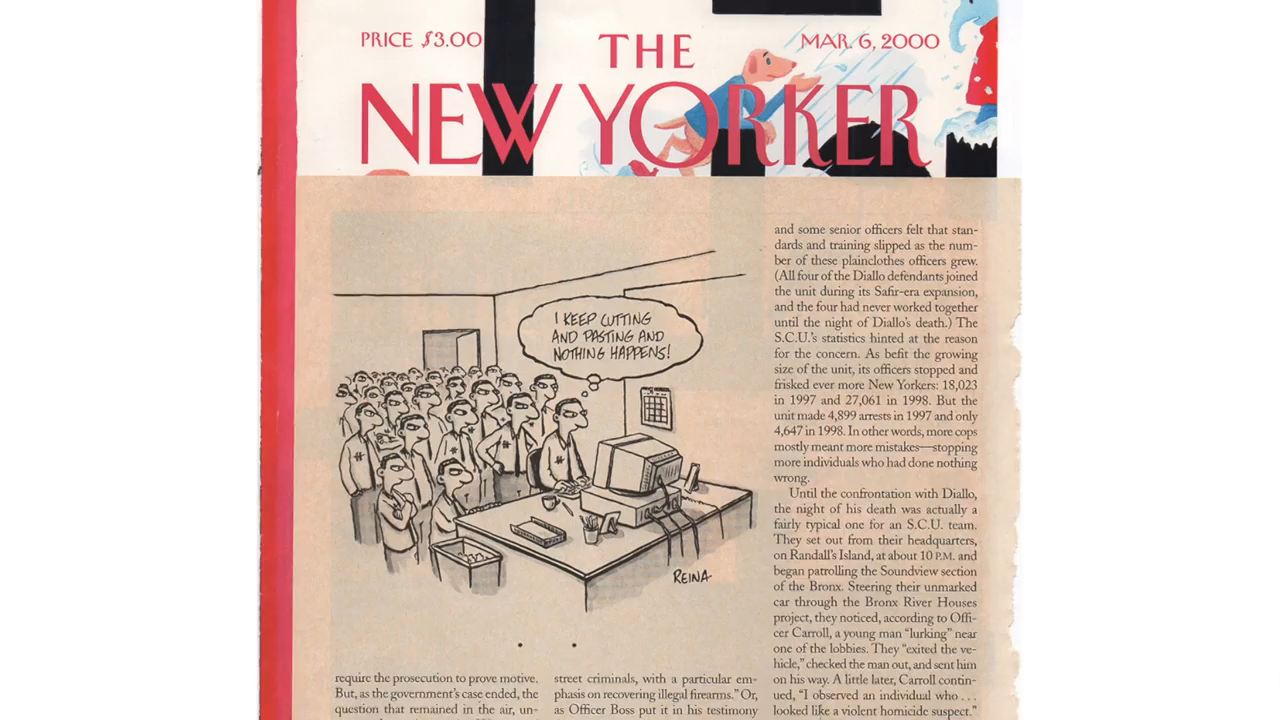 PRICE $3.00
THE
MAR. 6, 2000
NEW YORKER
I KEEP CUTTING
AND PASTING AND
NOTHING HAPPENS!
REINA
require the prosecution to prove motive.
But, as the government's case ended, the
question that remained in the air, un-
street criminals, with a particular em-
phasis on recovering illegal firearms." Or,
as Officer Boss put it in his testimony
and some senior officers felt that stan-
dards and training slipped as the num-
ber of these plainclothes officers grew.
(All four of the Diallo defendants joined
the unit during its Safir-era expansion,
and the four had never worked together
until the night of Diallo's death.) The
S.C.U.'s statistics hinted at the reason
for the concern. As befit the growing
size of the unit, its officers stopped and
frisked ever more New Yorkers: 18,023
in 1997 and 27,061 in 1998. But the
unit made 4,899 arrests in 1997 and only
4,647 in 1998. In other words, more cops
mostly meant more mistakes—stopping
more individuals who had done nothing
wrong.
Until the confrontation with Diallo,
the night of his death was actually a
fairly typical one for an S.C.U. team.
They set out from their headquarters,
on Randall's Island, at about 10 P.M. and
began patrolling the Soundview section
of the Bronx. Steering their unmarked
car through the Bronx River Houses
project, they noticed, according to Offi-
cer Carroll, a young man "lurking" near
one of the lobbies. They "exited the ve-
hicle," checked the man out, and sent him
on his way. A little later, Carroll contin-
ued, "I observed an individual who . . .
looked like a violent homicide suspect."